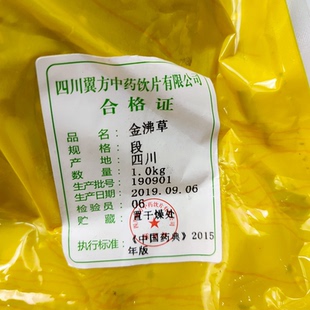 四川翼方中药饮片有限公司
合格证
品名：金沸草
规格：段
产地：四川
数量：1.0kg
生产批号：190901
生产日期：2019.09.06
检验员：06
贮藏：置干燥处
执行标准：《中国药典》2015
年版